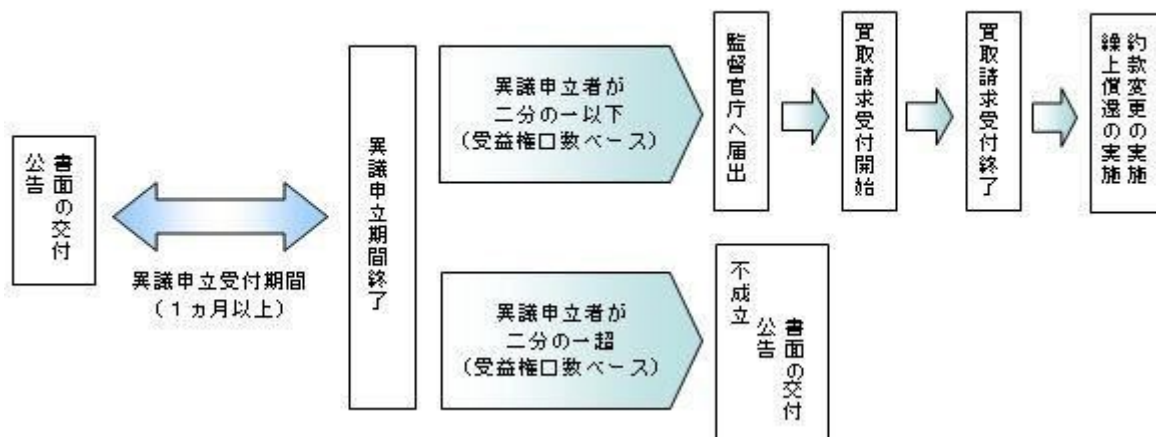 書面の交付
公告
異議申立受付期間
（１ヵ月以上）
異議申立期間終了
異議申立者が
二分の一以下
（受益権口数ベース）
監督官庁へ届出
買取請求受付開始
買取請求受付終了
約款変更の実施
繰上償還の実施
異議申立者が
二分の一超
（受益権口数ベース）
不成立
書面の交付
公告